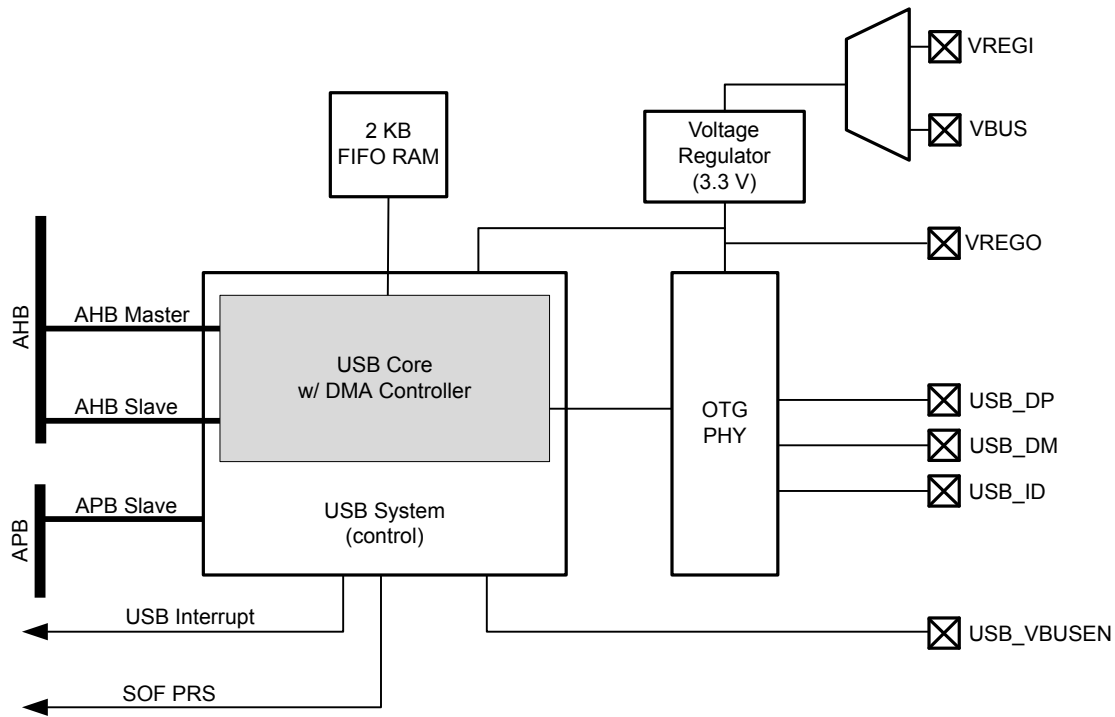 VREGI
2 KB
FIFO RAM
Voltage
Regulator
(3.3 V)
VBUS
VREGO
AHB
AHB Master
USB Core
w/ DMA Controller
AHB Slave
OTG
PHY
USB_DP
USB_DM
USB_ID
APB
APB Slave
USB System
(control)
USB Interrupt
USB_VBUSEN
SOF PRS